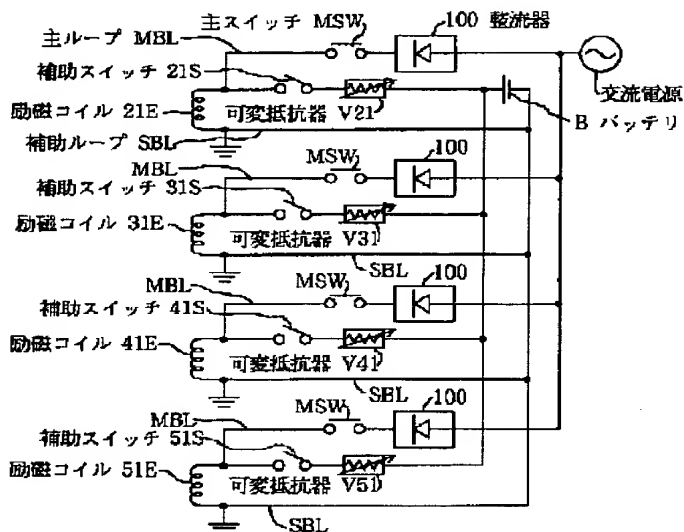 主スイッチ MSW
100 整流器
主ループ MBL
補助スイッチ 21S
励磁コイル 21E
可変抵抗器 V21
交流電源
B バッテリ
補助ループ SBL
MBL
MSW
100
補助スイッチ 31S
励磁コイル 31E
可変抵抗器 V31
SBL
MBL
MSW
100
補助スイッチ 41S
励磁コイル 41E
可変抵抗器 V41
SBL
MBL
MSW
100
補助スイッチ 51S
励磁コイル 51E
可変抵抗器 V51
SBL